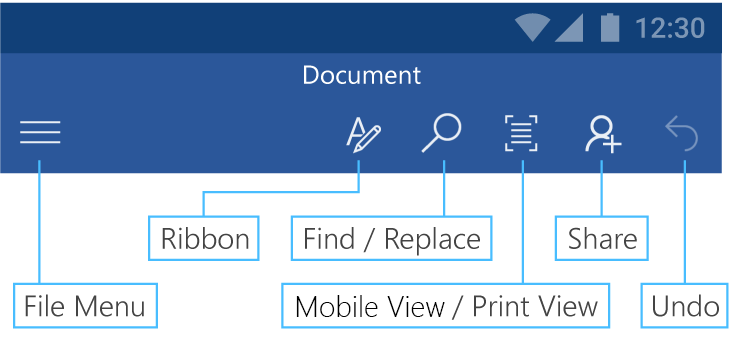 12:30
Document
Ribbon
Find / Replace
Share
File Menu
Mobile View / Print View
Undo